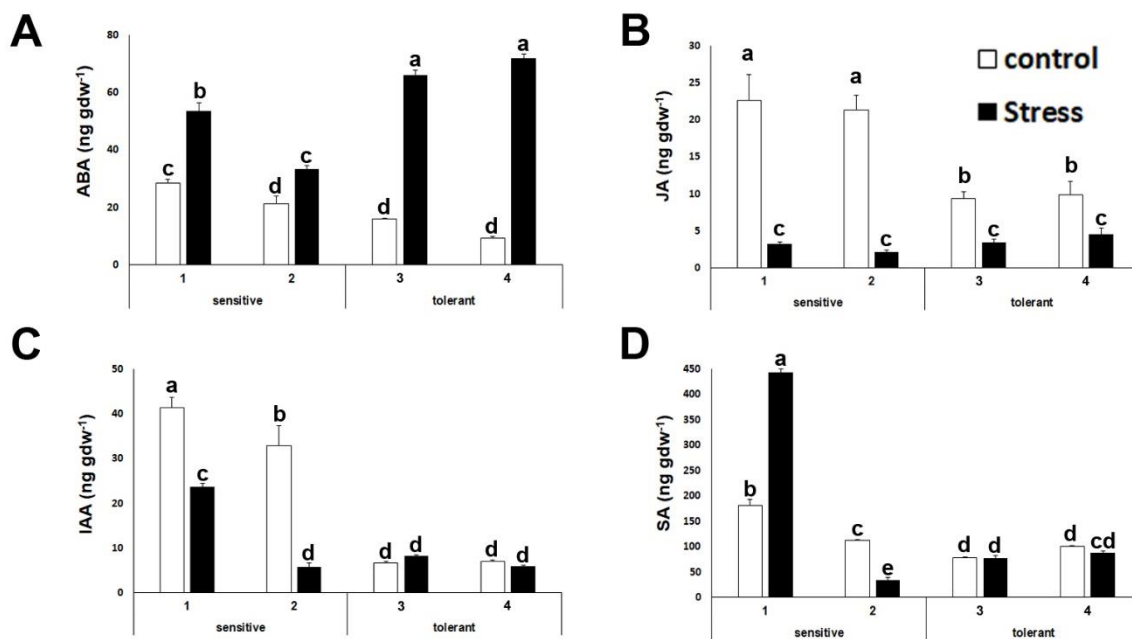 A
ABA (ng gdw⁻¹)
80
60
40
20
0
c
b
d
c
d
a
d
a
1
2
3
4
sensitive
tolerant
B
JA (ng gdw⁻¹)
30
25
20
15
10
5
0
a
c
a
c
b
c
b
c
control
Stress
1
2
3
4
sensitive
tolerant
C
IAA (ng gdw⁻¹)
50
40
30
20
10
0
a
c
b
d
d
d
d
d
1
2
3
4
sensitive
tolerant
D
SA (ng gdw⁻¹)
450
400
350
300
250
200
150
100
50
0
b
a
c
e
d
d
d
cd
1
2
3
4
sensitive
tolerant